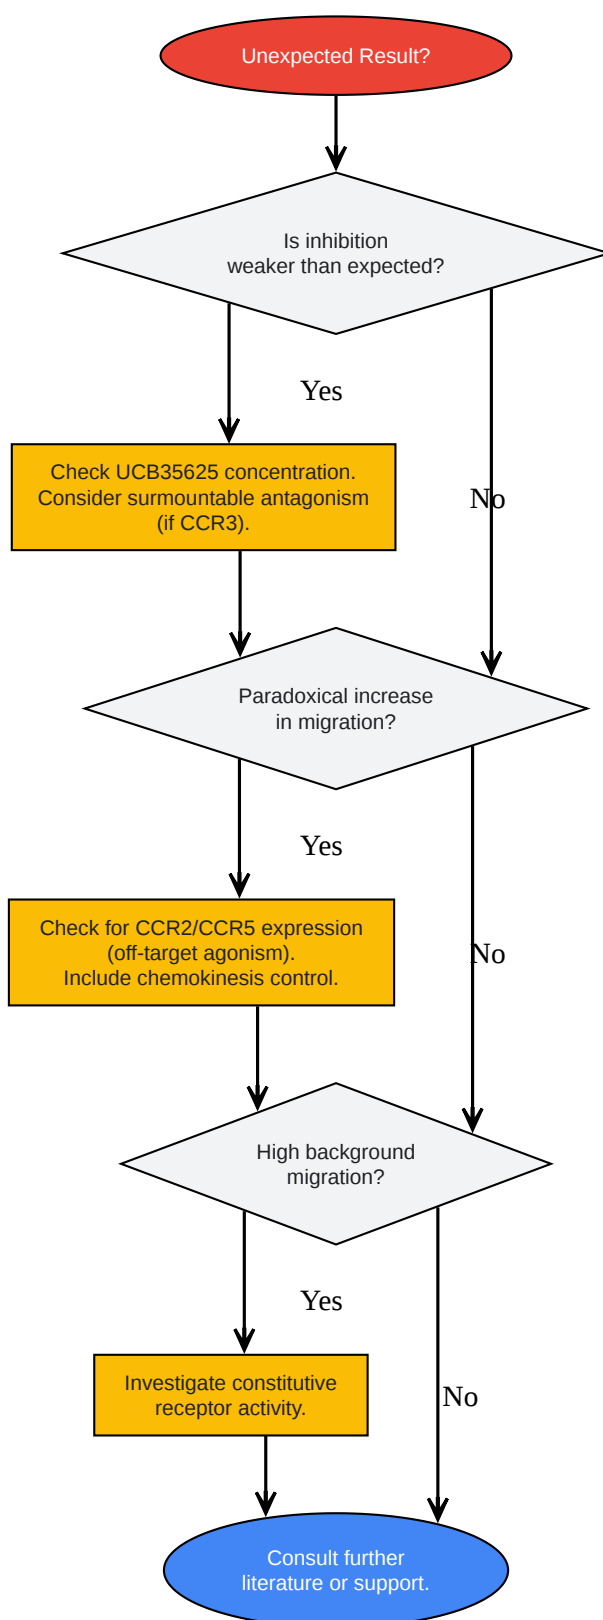 Unexpected Result?
Is inhibition
weaker than expected?
Yes
Check UCB35625 concentration.
Consider surmountable antagonism
(if CCR3).
No
Paradoxical increase
in migration?
Yes
Check for CCR2/CCR5 expression
(off-target agonism).
Include chemokinesis control.
No
High background
migration?
Yes
Investigate constitutive
receptor activity.
No
Consult further
literature or support.